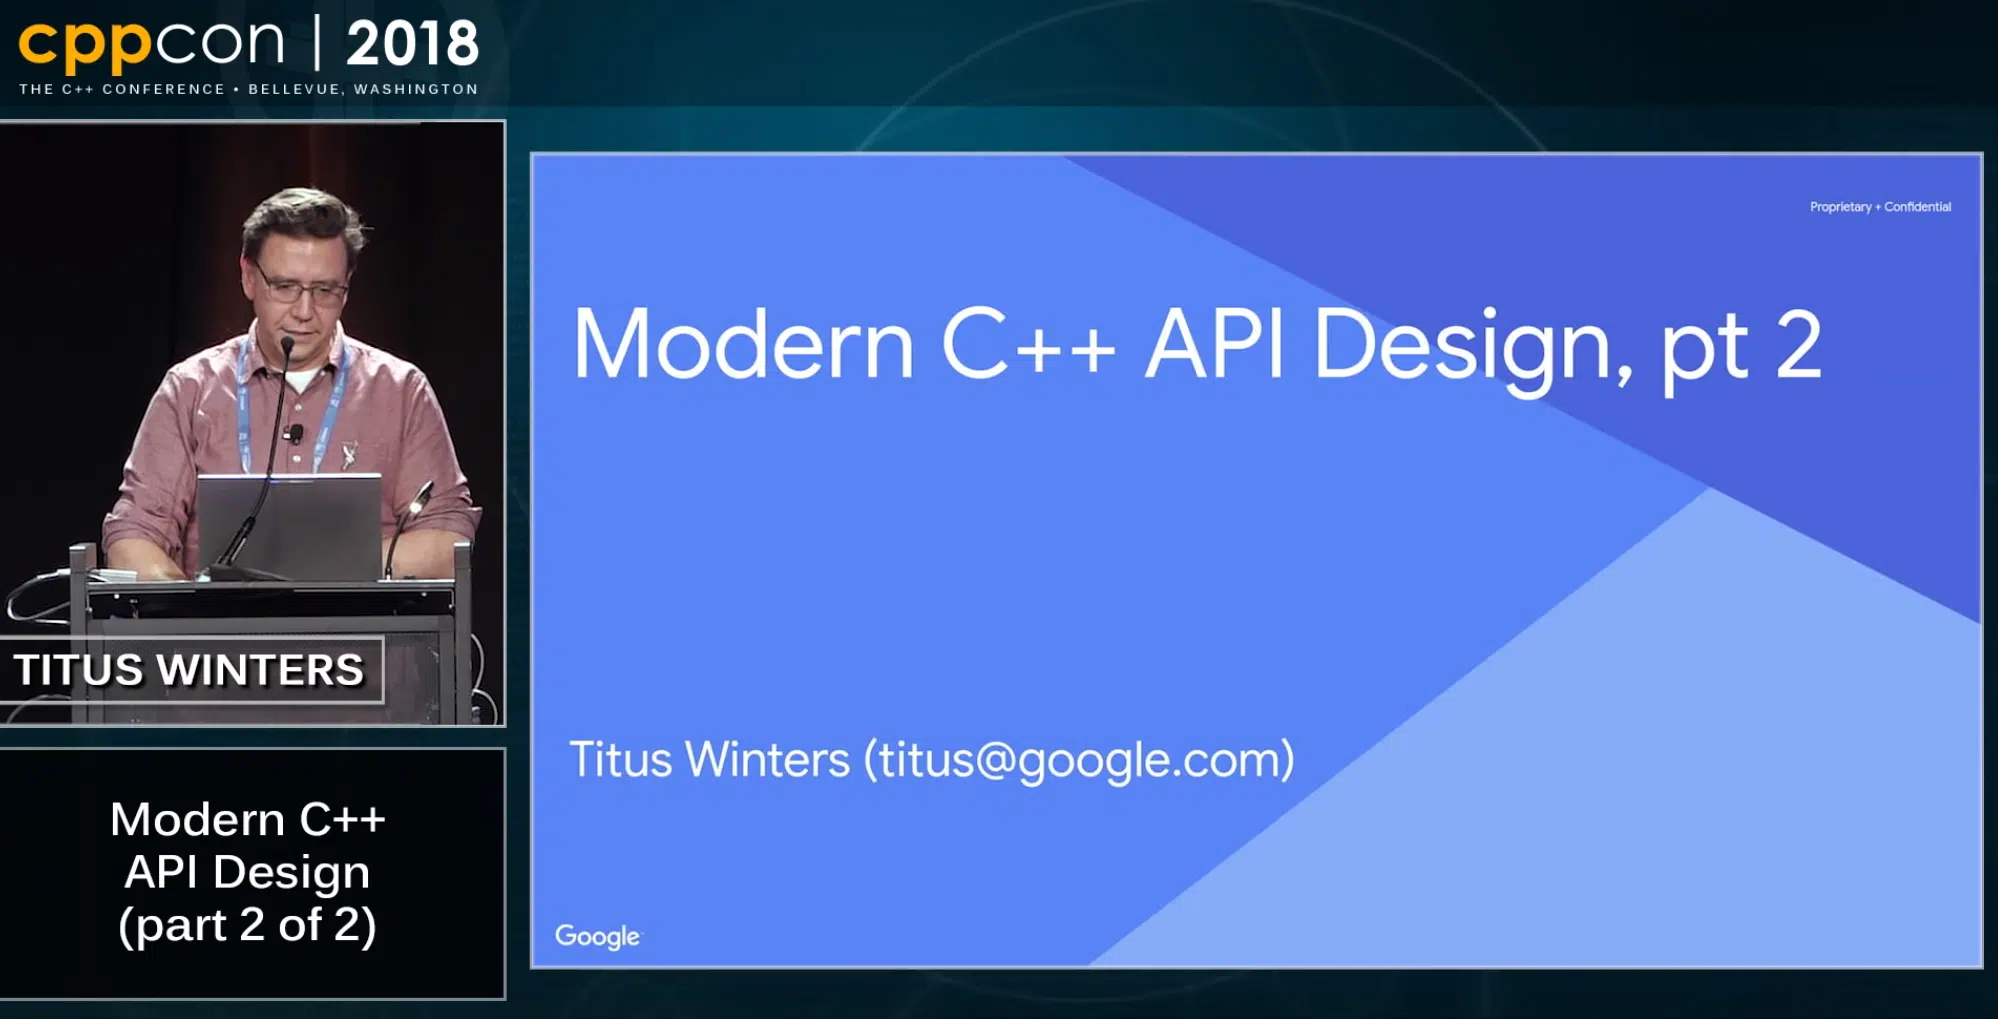 cppcon | 2018
THE C++ CONFERENCE • BELLEVUE, WASHINGTON
TITUS WINTERS
Modern C++
API Design
(part 2 of 2)
Proprietary + Confidential
Modern C++ API Design, pt 2
Titus Winters (titus@google.com)
Google